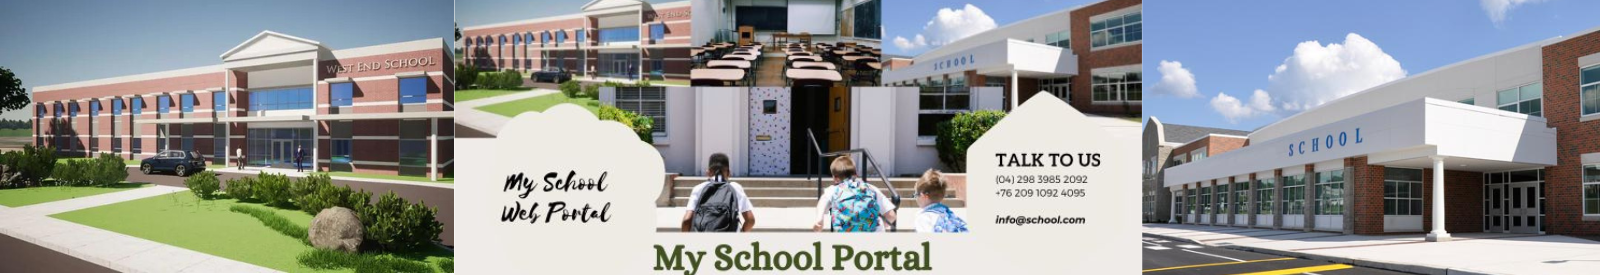 West End School
West End S
SCHOOL
My School
Web Portal
TALK TO US
(04) 298 3985 2092
+76 209 1092 4095
info@school.com
My School Portal
SCHOOL